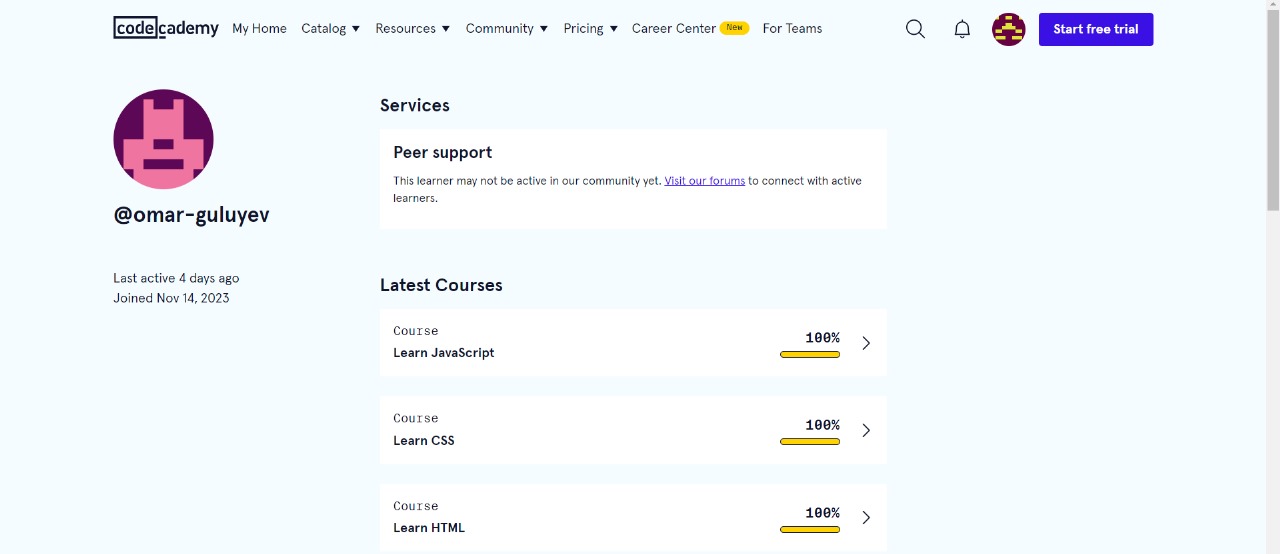 codecademy My Home Catalog Resources Community Pricing Career Center New For Teams Start free trial
@omar-guluyev
Last active 4 days ago
Joined Nov 14, 2023
Services
Peer support
This learner may not be active in our community yet. Visit our forums to connect with active
learners.
Latest Courses
Course
Learn JavaScript
100%
Course
Learn CSS
100%
Course
Learn HTML
100%